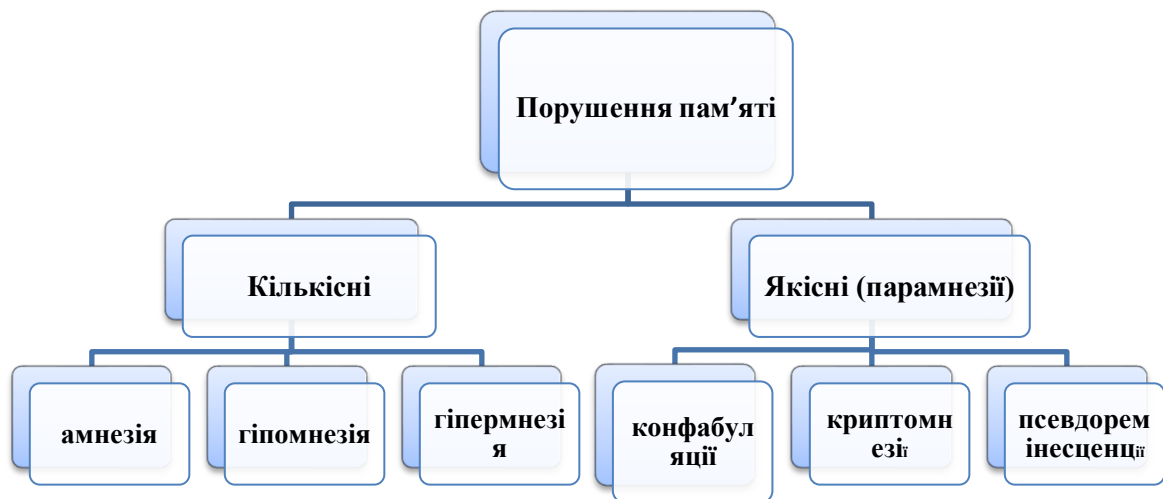 Порушення пам′яті
Кількісні
Якісні (парамнезії)
амнезія
гіпомнезія
гіпермнезі
я
конфабул
яції
криптомн
езії
псевдорем
інесценції